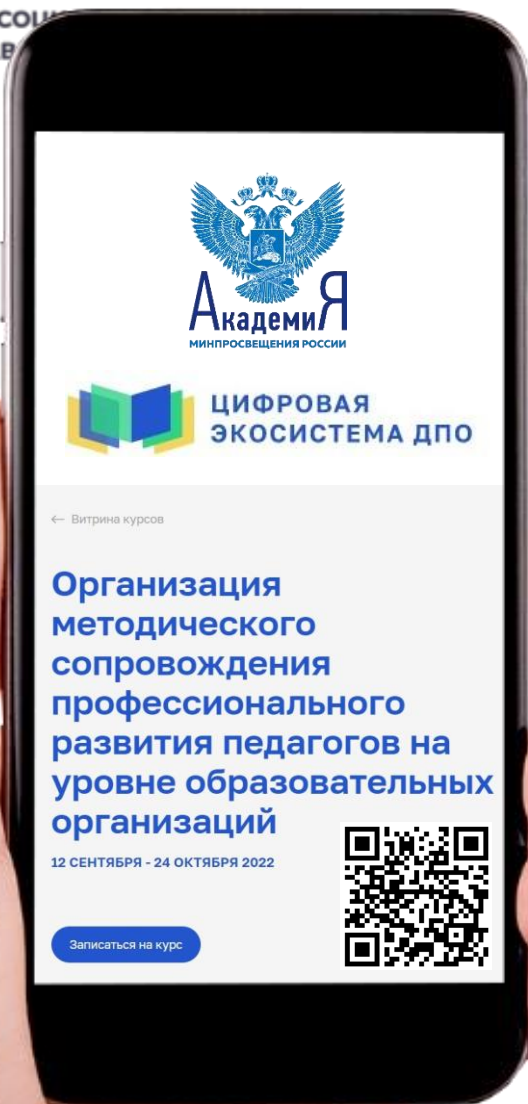 АкадемиЯ
МИНПРОСВЕЩЕНИЯ РОССИИ
ЦИФРОВАЯ
ЭКОСИСТЕМА ДПО
← Витрина курсов
Организация
методического
сопровождения
профессионального
развития педагогов на
уровне образовательных
организаций
12 СЕНТЯБРЯ - 24 ОКТЯБРЯ 2022
Записаться на курс